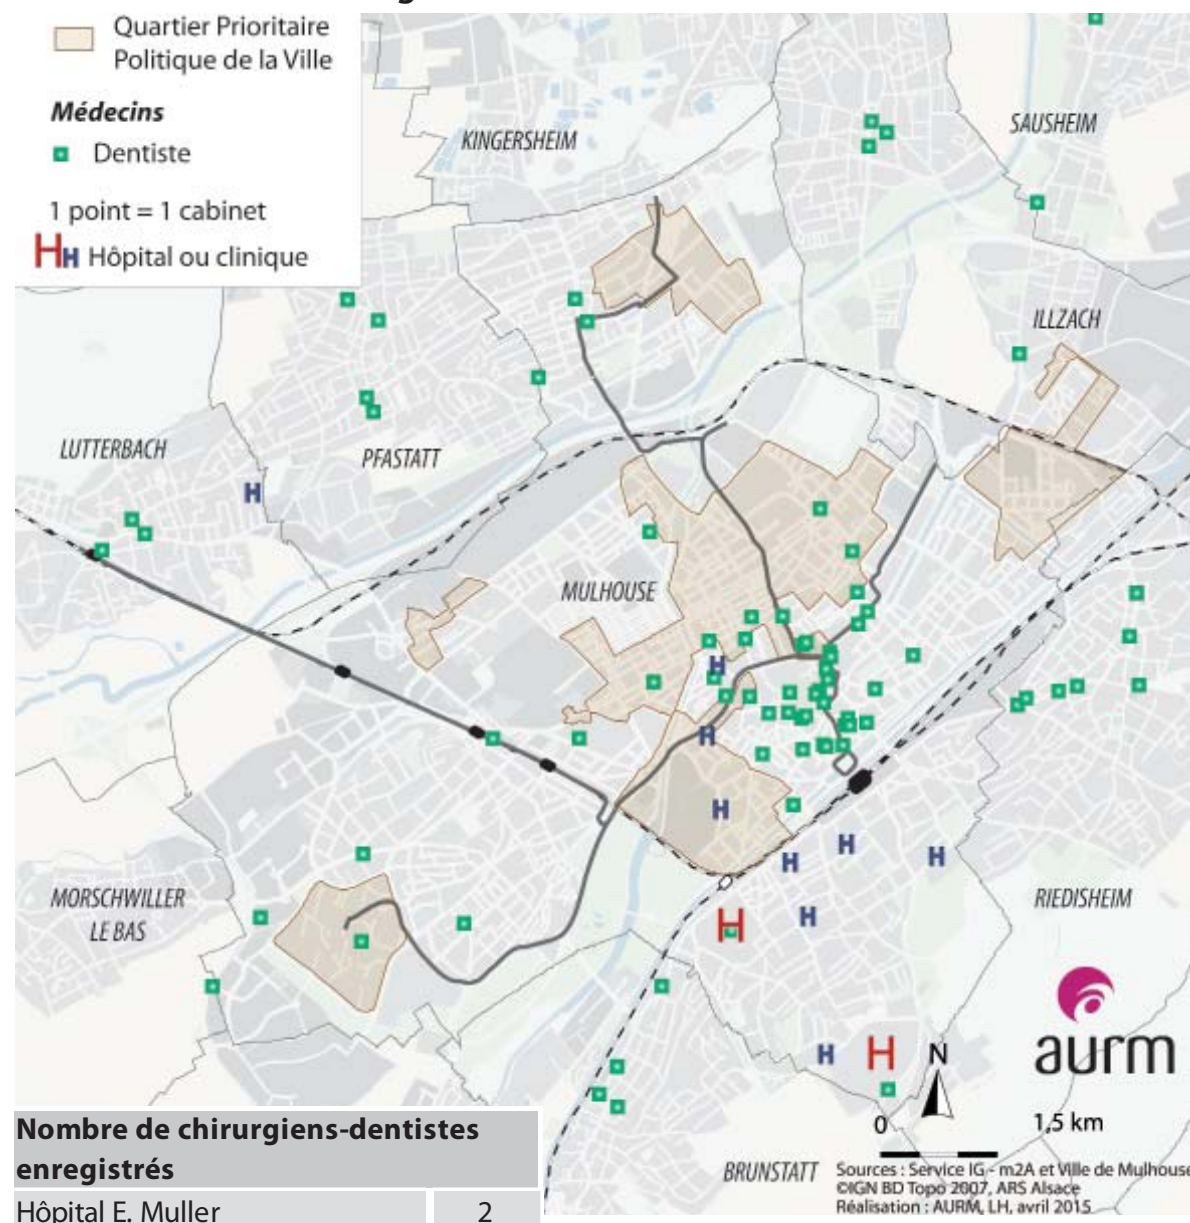 Quartier Prioritaire
Politique de la Ville
Médecins
Dentiste
1 point = 1 cabinet
HH Hôpital ou clinique
KINGERSHEIM
SAUSHEIM
ILLZACH
LUTTERBACH
PFASTATT
H
MULHOUSE
H
H
H
H
H
H
MORSCHWILLER
LE BAS
RIEDISHEIM
H
H
aurm
H
H
N
0
1,5 km
Nombre de chirurgiens-dentistes
enregistrés
Hôpital E. Muller 2
BRUNSTATT
Sources : Service IG - m2A et Ville de Mulhouse
©IGN BD Topo 2007, ARS Alsace
Réalisation : AURM, LH, avril 2015